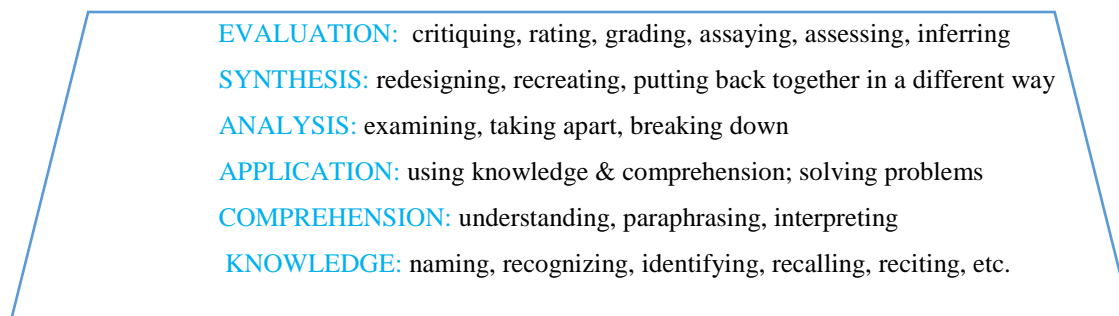 EVALUATION: critiquing, rating, grading, assaying, assessing, inferring
SYNTHESIS: redesigning, recreating, putting back together in a different way
ANALYSIS: examining, taking apart, breaking down
APPLICATION: using knowledge & comprehension; solving problems
COMPREHENSION: understanding, paraphrasing, interpreting
KNOWLEDGE: naming, recognizing, identifying, recalling, reciting, etc.